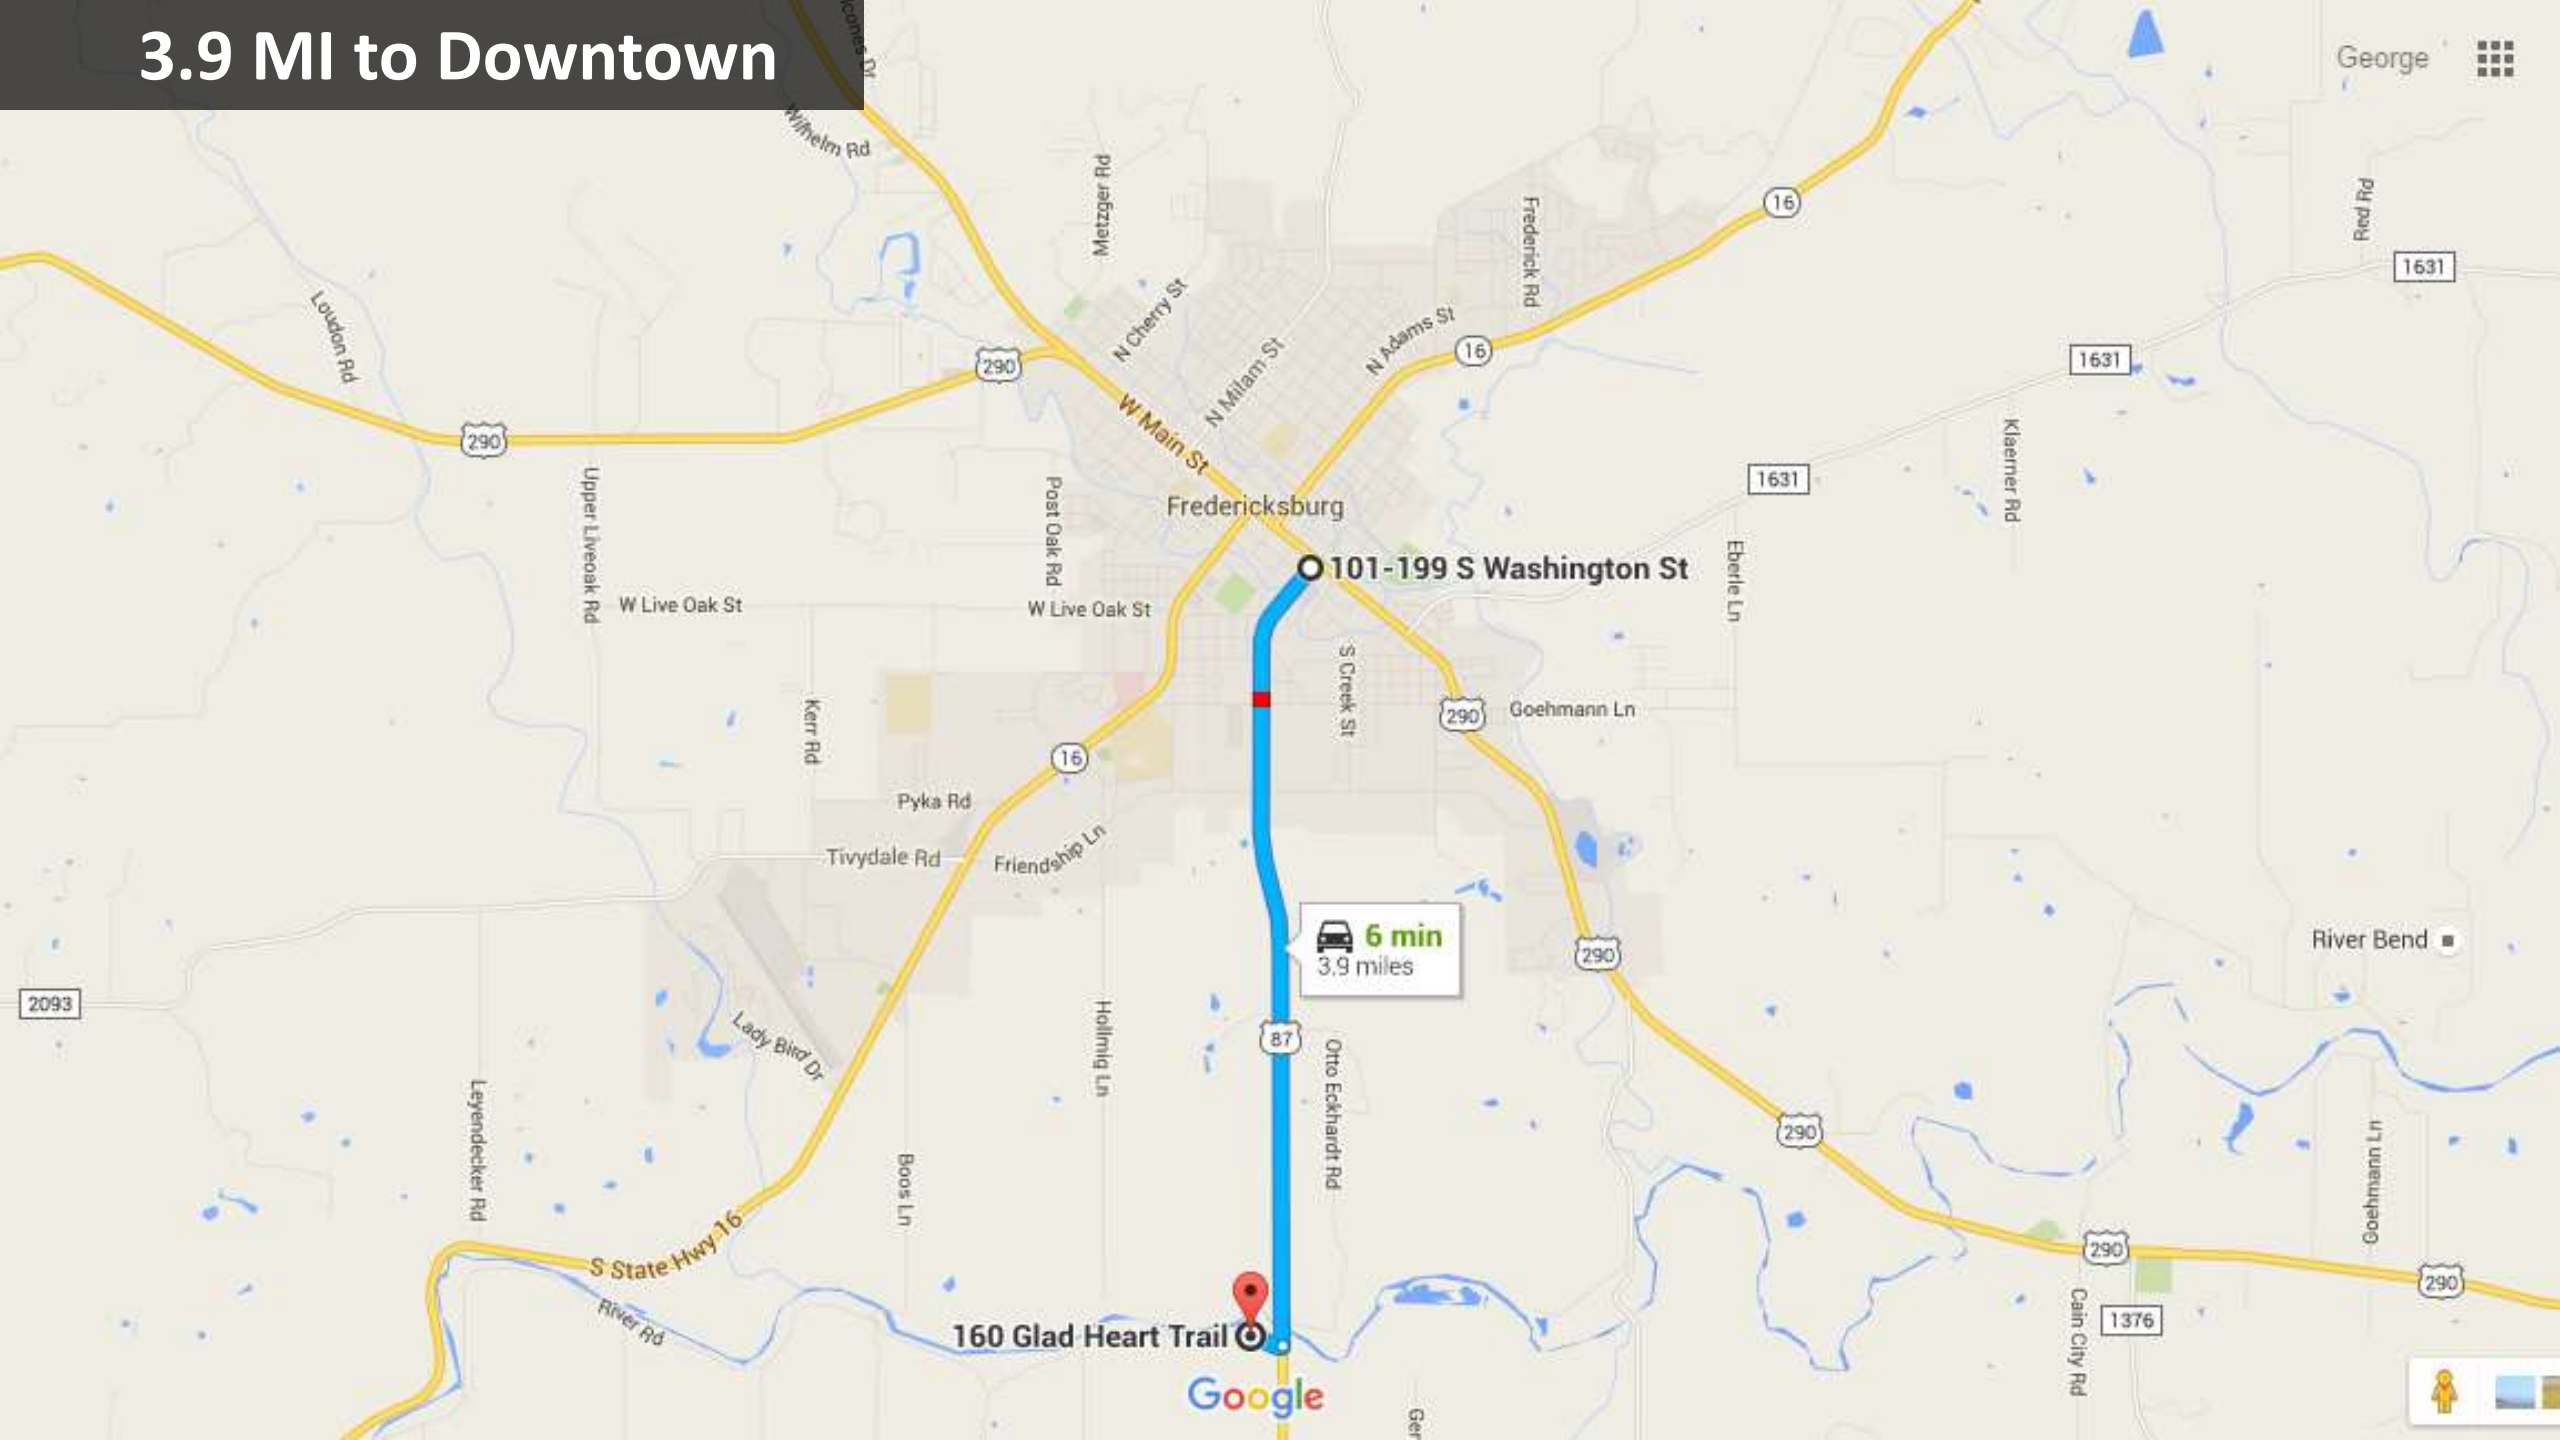 3.9 MI to Downtown
George
Wilhelm Rd
Metzger Rd
Frederick Rd
Red Rd
16
1631
Loudon Rd
N Cherry St
N Milam St
N Adams St
16
1631
290
290
W Main St
Upper Liveoak Rd
Post Oak Rd
Fredericksburg
1631
Klaerner Rd
101-199 S Washington St
Eberle Ln
W Live Oak St
W Live Oak St
S Creek St
Kerr Rd
290
Goehmann Ln
16
Pyka Rd
Tivydale Rd
Friendship Ln
6 min
3.9 miles
290
River Bend
2093
Lady Bird Dr
Hollmig Ln
87
Otto Eckhardt Rd
Leyendecker Rd
Boos Ln
290
Goehmann Ln
S State Hwy 16
290
290
River Rd
160 Glad Heart Trail
Cain City Rd
1376
Google